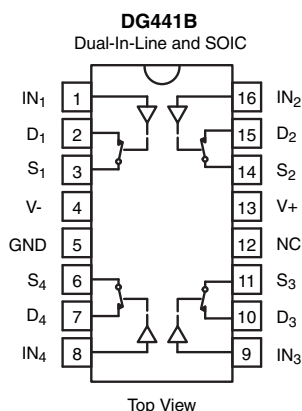 DG441B
Dual-In-Line and SOIC
IN1 1 16 IN2
D1 2 15 D2
S1 3 14 S2
V- 4 13 V+
GND 5 12 NC
S4 6 11 S3
D4 7 10 D3
IN4 8 9 IN3
Top View